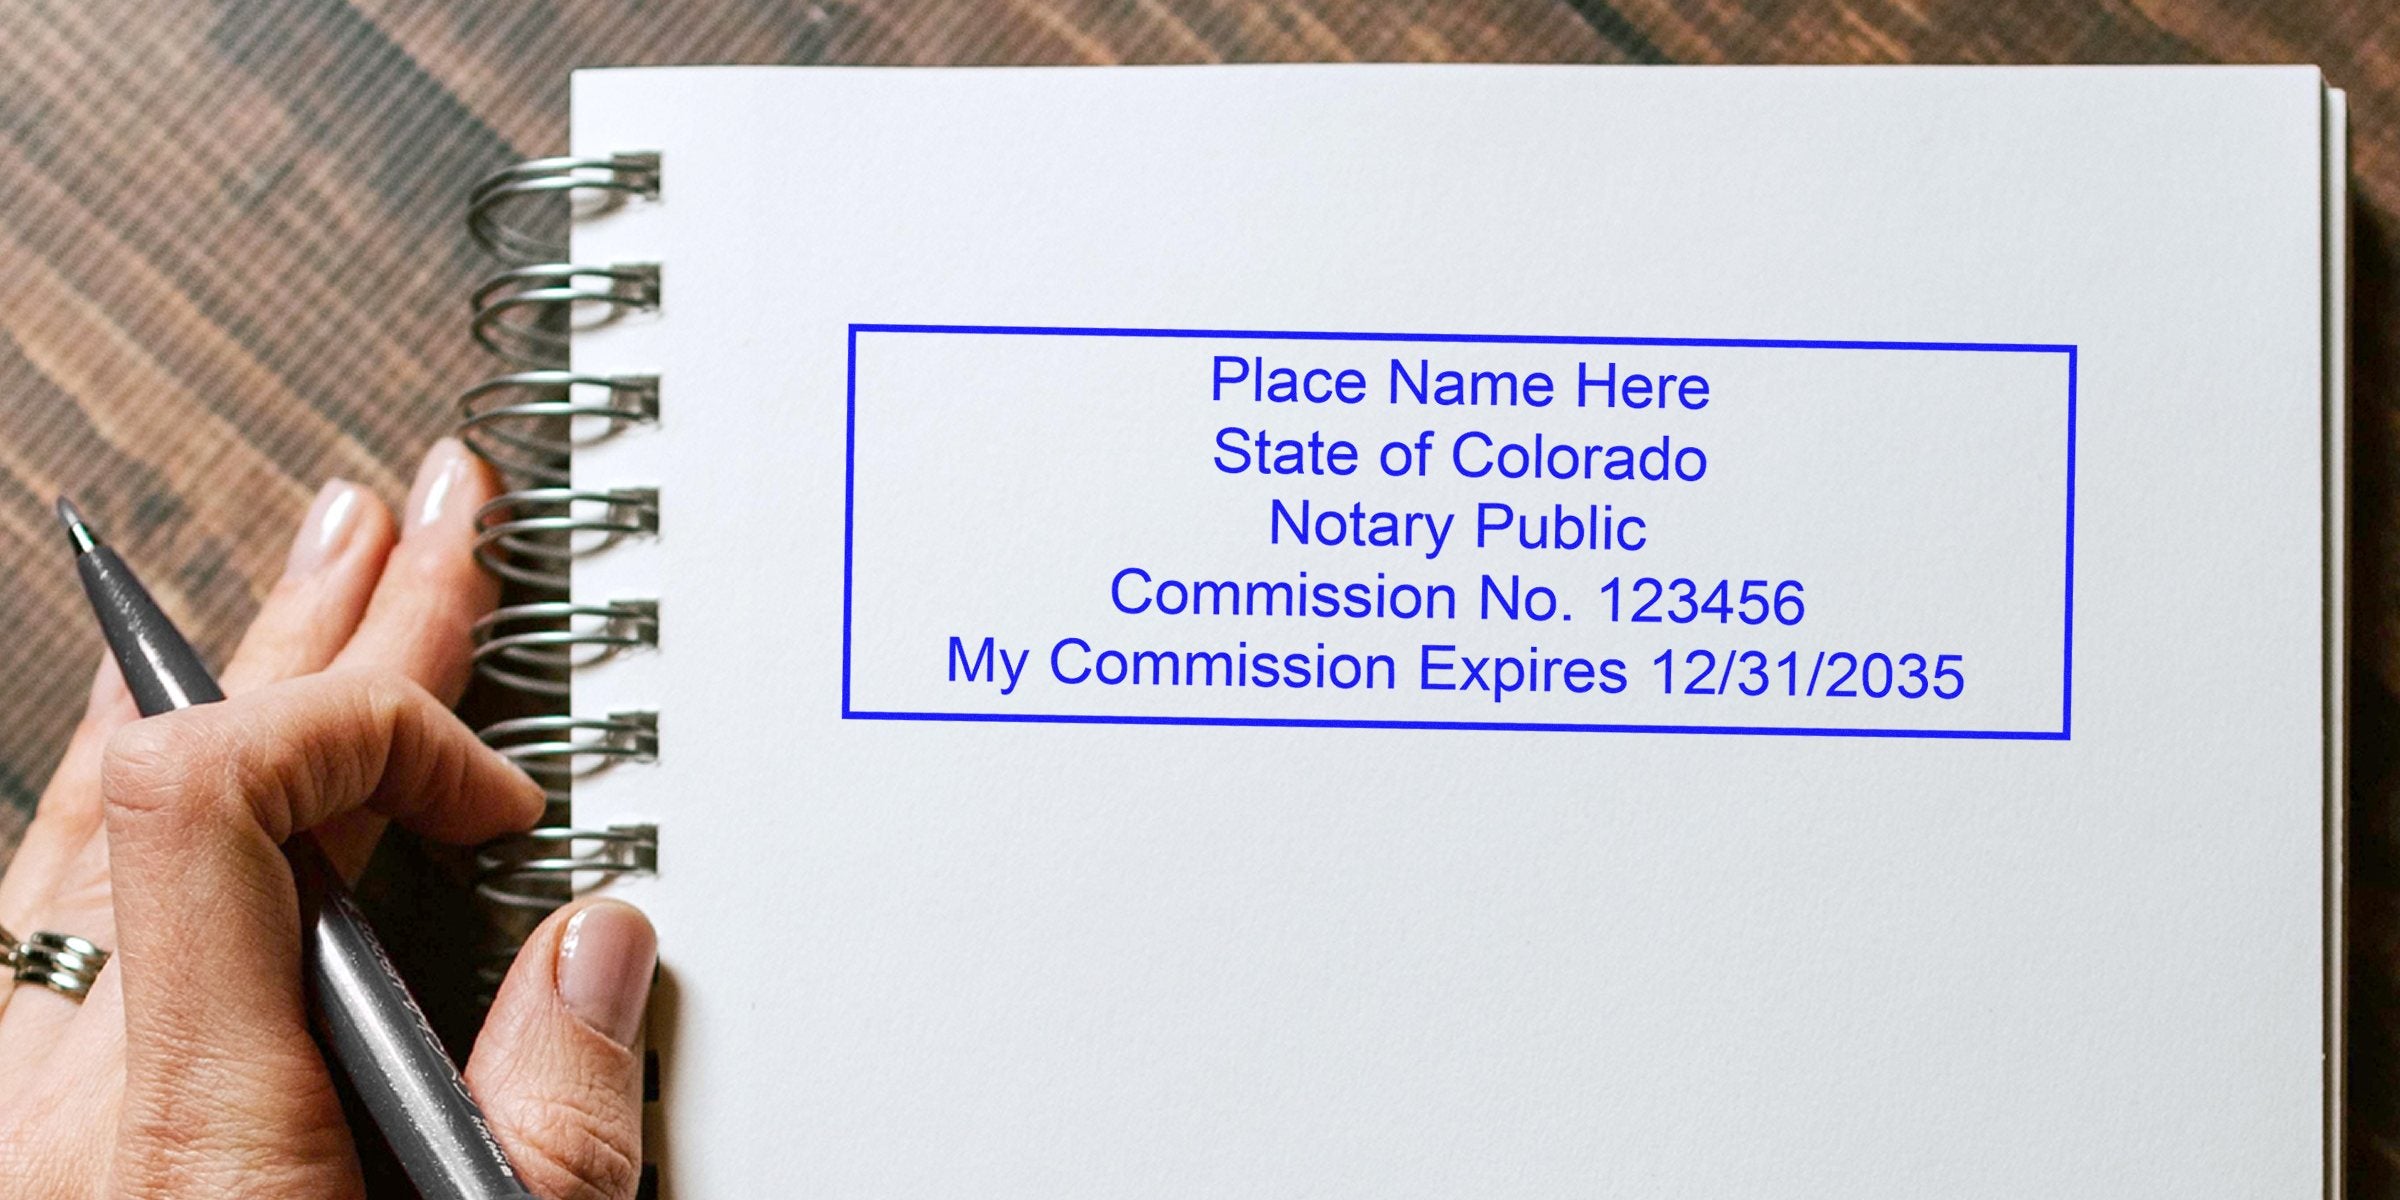 Place Name Here
State of Colorado
Notary Public
Commission No. 123456
My Commission Expires 12/31/2035